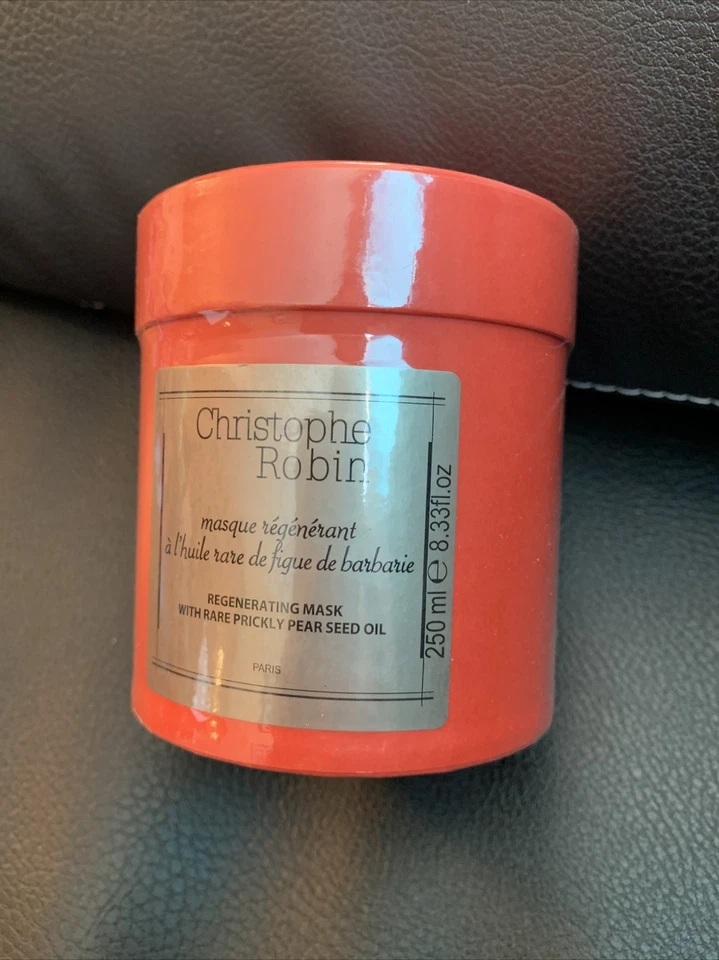 Christophe
Robin
masque régénérant
à l'huile rare de figue de barbarie
REGENERATING MASK
WITH RARE PRICKLY PEAR SEED OIL
PARIS
250 ml ℮ 8.33fl.oz